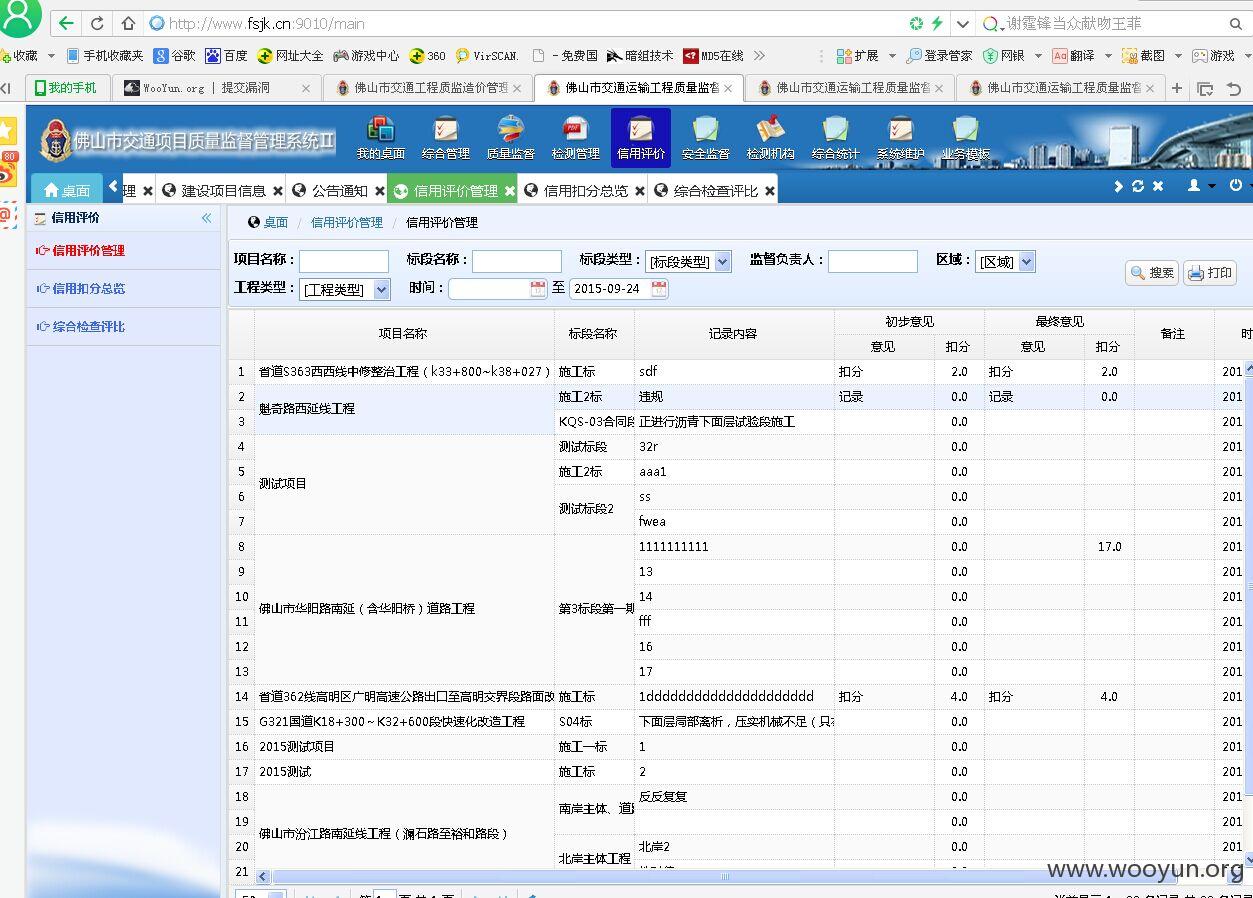 http://www.fsjk.cn:9010/main 谢霆锋当众献吻王菲
收藏 手机收藏夹 谷歌 百度 网址大全 游戏中心 360 VirSCAN. - 免费国 暗组技术 MD5在线 » 扩展 登录管家 网银 翻译 截图 游戏
我的手机 WooYun.org | 提交漏洞 佛山市交通工程质监造价管理 佛山市交通运输工程质量监督 佛山市交通运输工程质量监督 佛山市交通运输工程质量监督
佛山市交通项目质量监督管理系统II
我的桌面 综合管理 质量监督 检测管理 信用评价 安全监督 检测机构 综合统计 系统维护 业务模板
桌面 理 建设项目信息 公告通知 信用评价管理 信用扣分总览 综合检查评比
信用评价 «
信用评价管理
信用扣分总览
综合检查评比
桌面 / 信用评价管理 / 信用评价管理
项目名称: 标段名称: 标段类型: [标段类型] 监督负责人: 区域: [区域]
工程类型: [工程类型] 时间: 至 2015-09-24 搜索 打印
项目名称 标段名称 记录内容 初步意见 最终意见 备注 时
意见 扣分 意见 扣分
1 省道S363西西线中修整治工程(k33+800~k38+027) 施工标 sdf 扣分 2.0 扣分 2.0 201
2 魁奇路西延线工程 施工2标 违规 记录 0.0 记录 0.0 201
3 KQS-03合同段 正进行沥青下面层试验段施工 0.0 201
4 测试项目 测试标段 32r 0.0 201
5 施工2标 aaa1 0.0 201
6 测试标段2 ss 0.0 201
7 fwea 0.0 201
8 佛山市华阳路南延(含华阳桥)道路工程 第3标段第一期 1111111111 0.0 17.0 201
9 13 0.0 201
10 14 0.0 201
11 fff 0.0 201
12 16 0.0 201
13 17 0.0 201
14 省道362线高明区广明高速公路出口至高明交界段路面改 施工标 1ddddddddddddddddddddd 扣分 4.0 扣分 4.0 201
15 G321国道K18+300～K32+600段快速化改造工程 S04标 下面层局部离析，压实机械不足(只 0.0 201
16 2015测试项目 施工一标 1 0.0 201
17 2015测试 施工标 2 0.0 201
18 佛山市汾江路南延线工程(澜石路至裕和路段) 南岸主体、道 反反复复 0.0 201
19 0.0 201
20 北岸主体工程 北岸2 0.0 201
21
www.wooyun.org